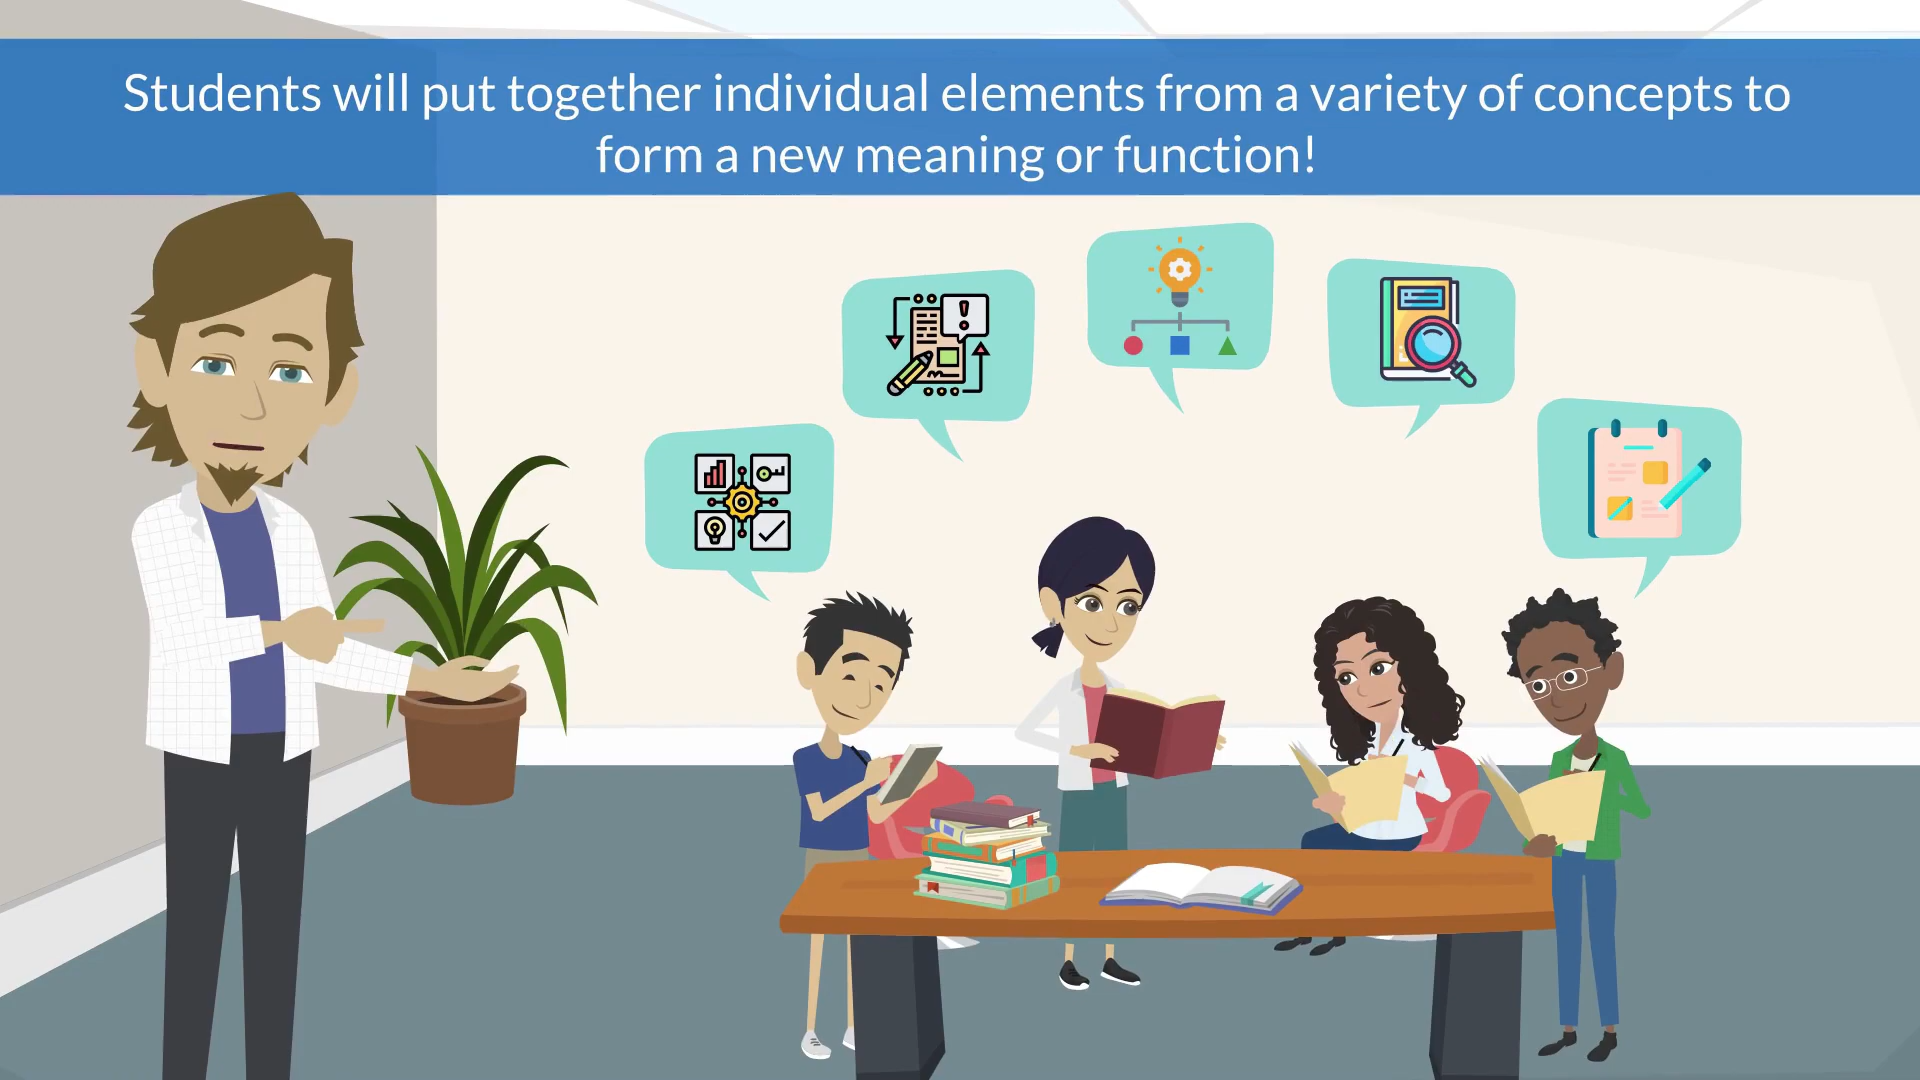 Students will put together individual elements from a variety of concepts to
form a new meaning or function!